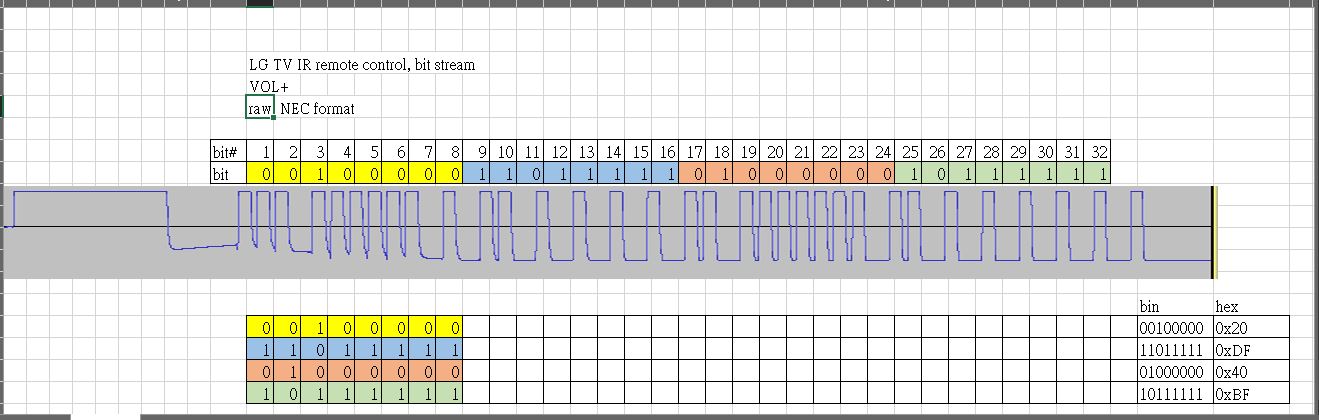 LG TV IR remote control, bit stream
VOL+
raw NEC format
bit# 1 2 3 4 5 6 7 8 9 10 11 12 13 14 15 16 17 18 19 20 21 22 23 24 25 26 27 28 29 30 31 32
bit 0 0 1 0 0 0 0 0 1 1 0 1 1 1 1 1 0 1 0 0 0 0 0 0 1 0 1 1 1 1 1 1
bin hex
0 0 1 0 0 0 0 0 00100000 0x20
1 1 0 1 1 1 1 1 11011111 0xDF
0 1 0 0 0 0 0 0 01000000 0x40
1 0 1 1 1 1 1 1 10111111 0xBF